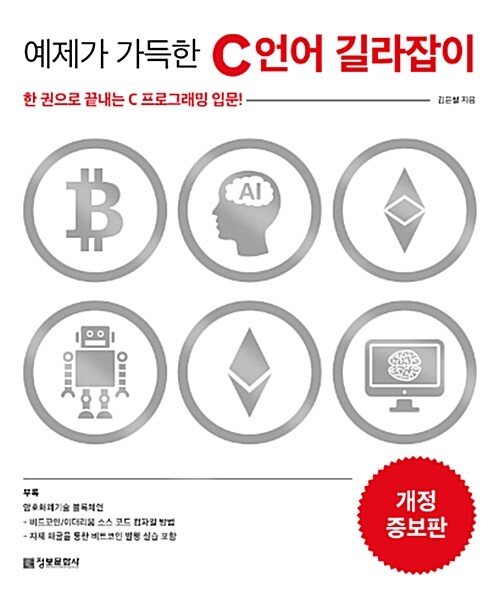 예제가 가득한 C언어 길라잡이
한 권으로 끝내는 C 프로그래밍 입문!
김은철 지음
AI
부록
암호화폐기술 블록체인
- 비트코인/이더리움 소스 코드 컴파일 방법
- 자체 채굴을 통한 비트코인 발행 실습 포함
개정
증보판
정보문화사